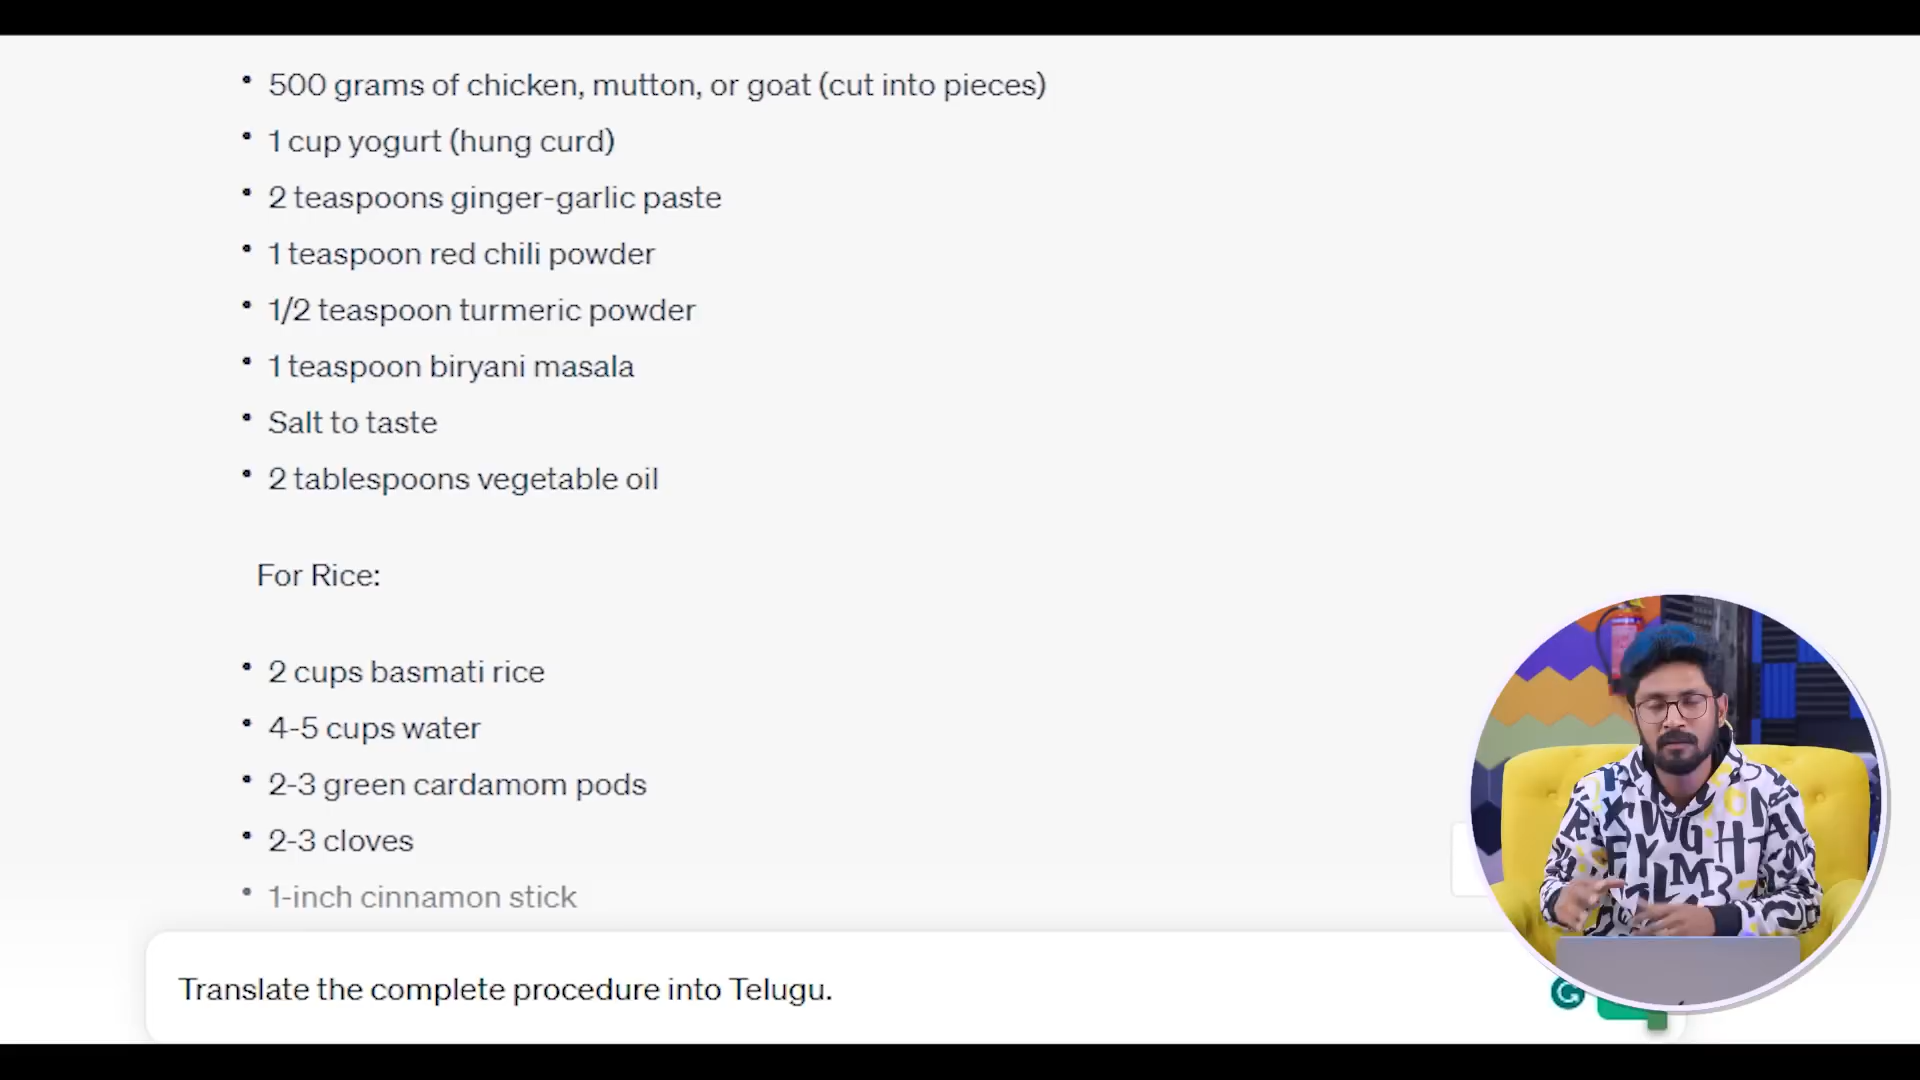 • 500 grams of chicken, mutton, or goat (cut into pieces)
• 1 cup yogurt (hung curd)
• 2 teaspoons ginger-garlic paste
• 1 teaspoon red chili powder
• 1/2 teaspoon turmeric powder
• 1 teaspoon biryani masala
• Salt to taste
• 2 tablespoons vegetable oil
For Rice:
• 2 cups basmati rice
• 4-5 cups water
• 2-3 green cardamom pods
• 2-3 cloves
• 1-inch cinnamon stick
Translate the complete procedure into Telugu.